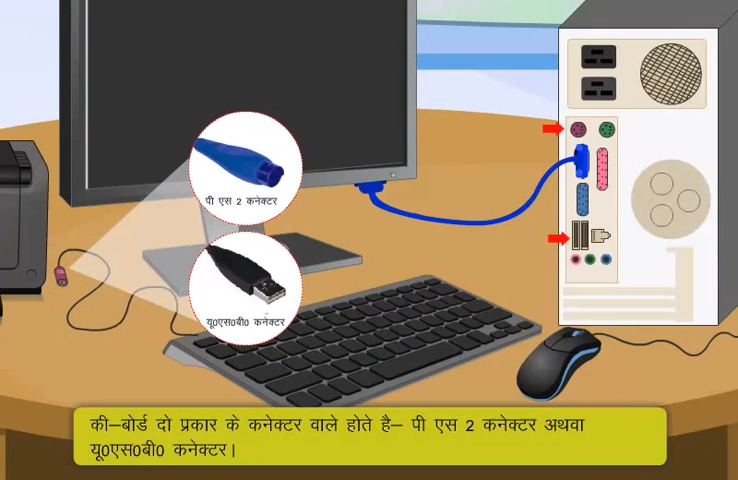 पी एस 2 कनेक्टर
यू0एस0बी0 कनेक्टर
की–बोर्ड दो प्रकार के कनेक्टर वाले होते है– पी एस 2 कनेक्टर अथवा
यू0एस0बी0 कनेक्टर।